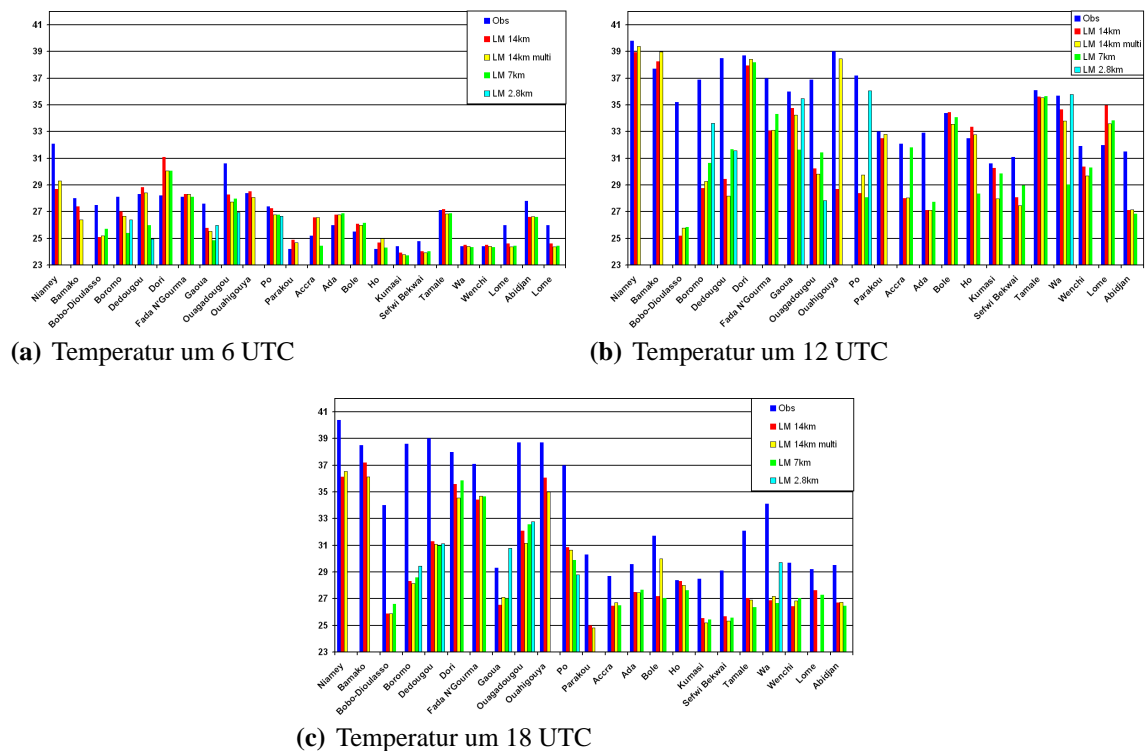 41
39
37
35
33
31
29
27
25
23
Obs
LM 14km
LM 14km multi
LM 7km
LM 2.8km
Niamey
Bamako
Bobo-Dioulasso
Boromo
Dedougou
Dori
Fada N'Gourma
Gaoua
Ouagadougou
Ouahigouya
Po
Parakou
Accra
Ada
Bole
Ho
Kumasi
Sefwi Bekwai
Tamale
Wa
Wenchi
Lome
Abidjan
Lome
(a) Temperatur um 6 UTC
41
39
37
35
33
31
29
27
25
23
Obs
LM 14km
LM 14km multi
LM 7km
LM 2.8km
Niamey
Bamako
Bobo-Dioulasso
Boromo
Dedougou
Dori
Fada N'Gourma
Gaoua
Ouagadougou
Ouahigouya
Po
Parakou
Accra
Ada
Bole
Ho
Kumasi
Sefwi Bekwai
Tamale
Wa
Wenchi
Lome
Abidjan
(b) Temperatur um 12 UTC
41
39
37
35
33
31
29
27
25
23
Obs
LM 14km
LM 14km multi
LM 7km
LM 2.8km
Niamey
Bamako
Bobo-Dioulasso
Boromo
Dedougou
Dori
Fada N'Gourma
Gaoua
Ouagadougou
Ouahigouya
Po
Parakou
Accra
Ada
Bole
Ho
Kumasi
Sefwi Bekwai
Tamale
Wa
Wenchi
Lome
Abidjan
(c) Temperatur um 18 UTC